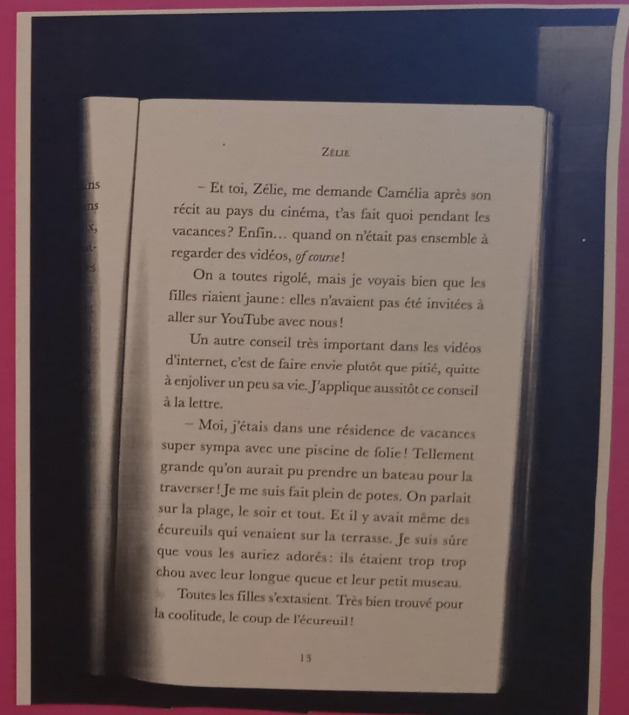 ns
ns
x,
ZÉLIE
– Et toi, Zélie, me demande Camélia après son
récit au pays du cinéma, t'as fait quoi pendant les
vacances? Enfin… quand on n'était pas ensemble à
regarder des vidéos, of course!
On a toutes rigolé, mais je voyais bien que les
filles riaient jaune: elles n'avaient pas été invitées à
aller sur YouTube avec nous!
Un autre conseil très important dans les vidéos
d'internet, c'est de faire envie plutôt que pitié, quitte
à enjoliver un peu sa vie. J'applique aussitôt ce conseil
à la lettre.
– Moi, j'étais dans une résidence de vacances
super sympa avec une piscine de folie! Tellement
grande qu'on aurait pu prendre un bateau pour la
traverser! Je me suis fait plein de potes. On parlait
sur la plage, le soir et tout. Et il y avait même des
écureuils qui venaient sur la terrasse. Je suis sûre
que vous les auriez adorés: ils étaient trop trop
chou avec leur longue queue et leur petit museau.
Toutes les filles s'extasient. Très bien trouvé pour
la coolitude, le coup de l'écureuil!
13